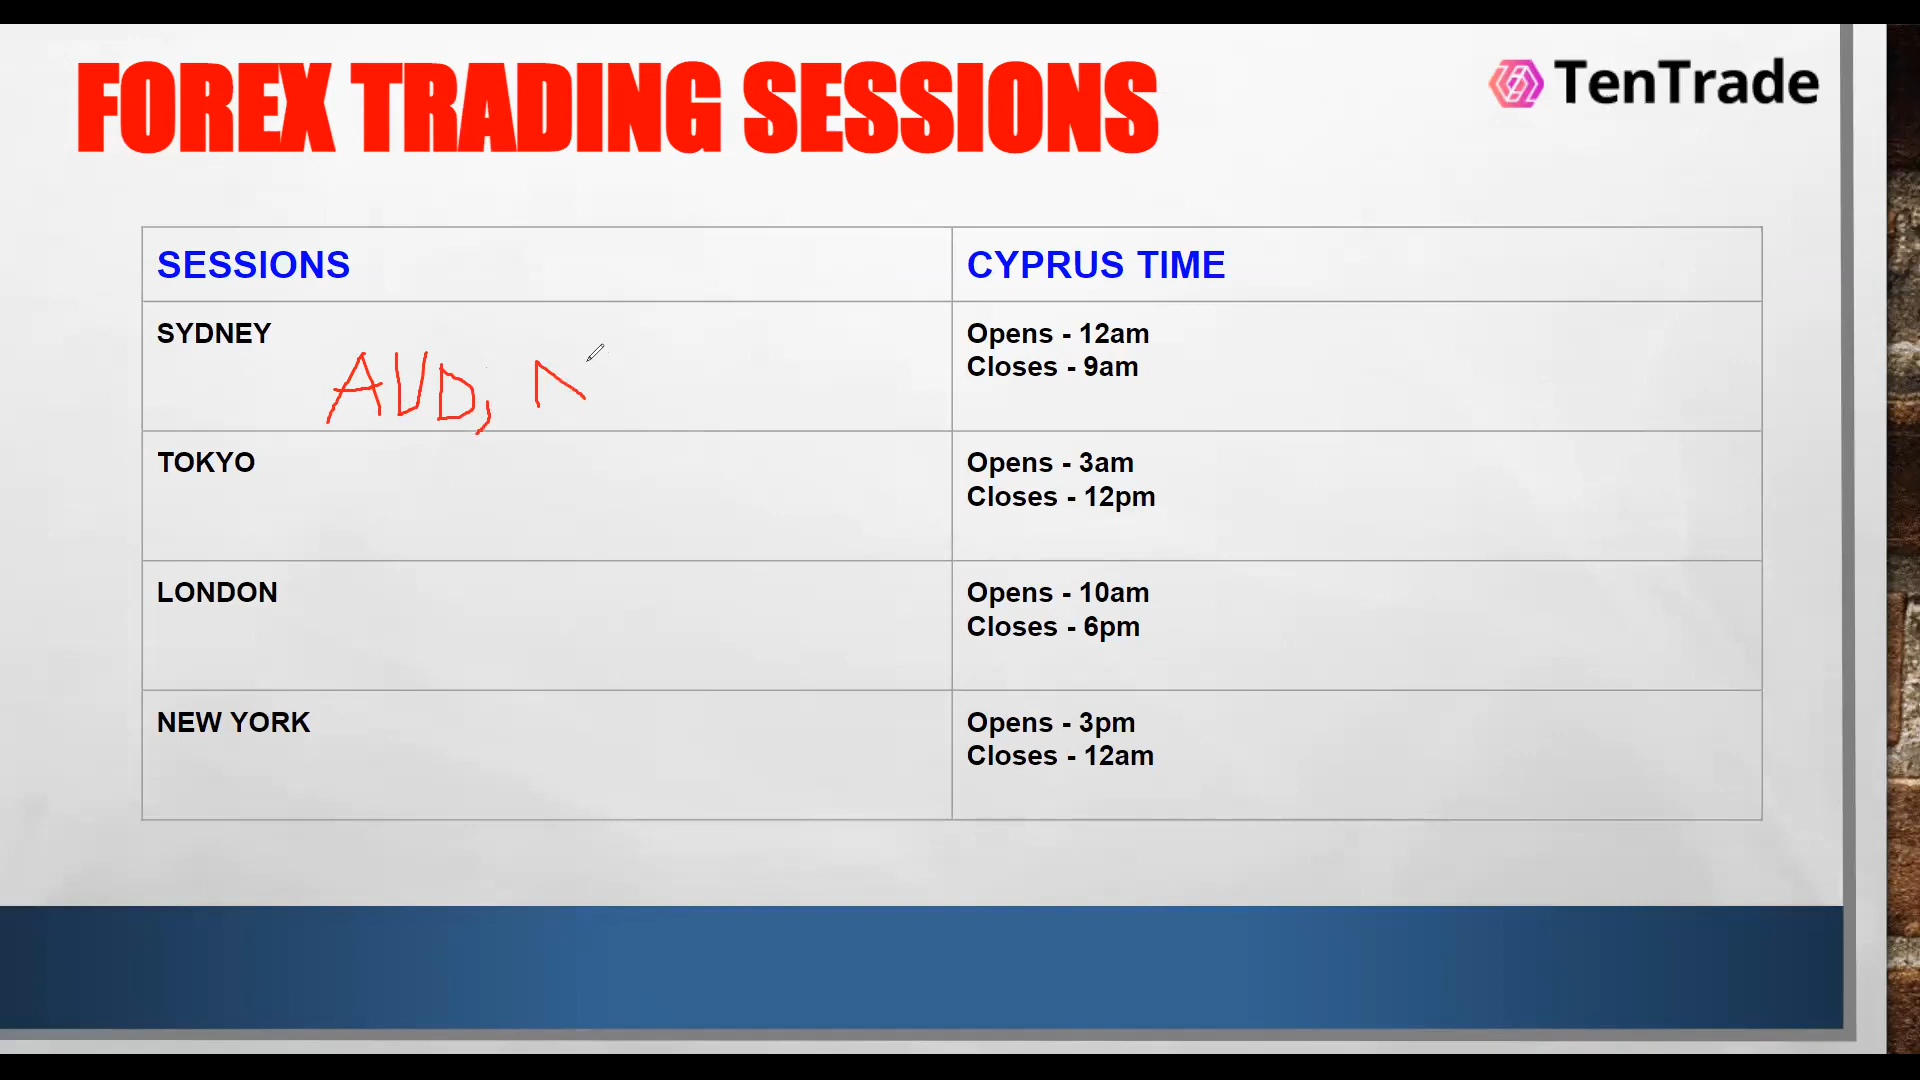 FOREX TRADING SESSIONS
TenTrade
SESSIONS
CYPRUS TIME
SYDNEY
AUD, N
Opens - 12am
Closes - 9am
TOKYO
Opens - 3am
Closes - 12pm
LONDON
Opens - 10am
Closes - 6pm
NEW YORK
Opens - 3pm
Closes - 12am